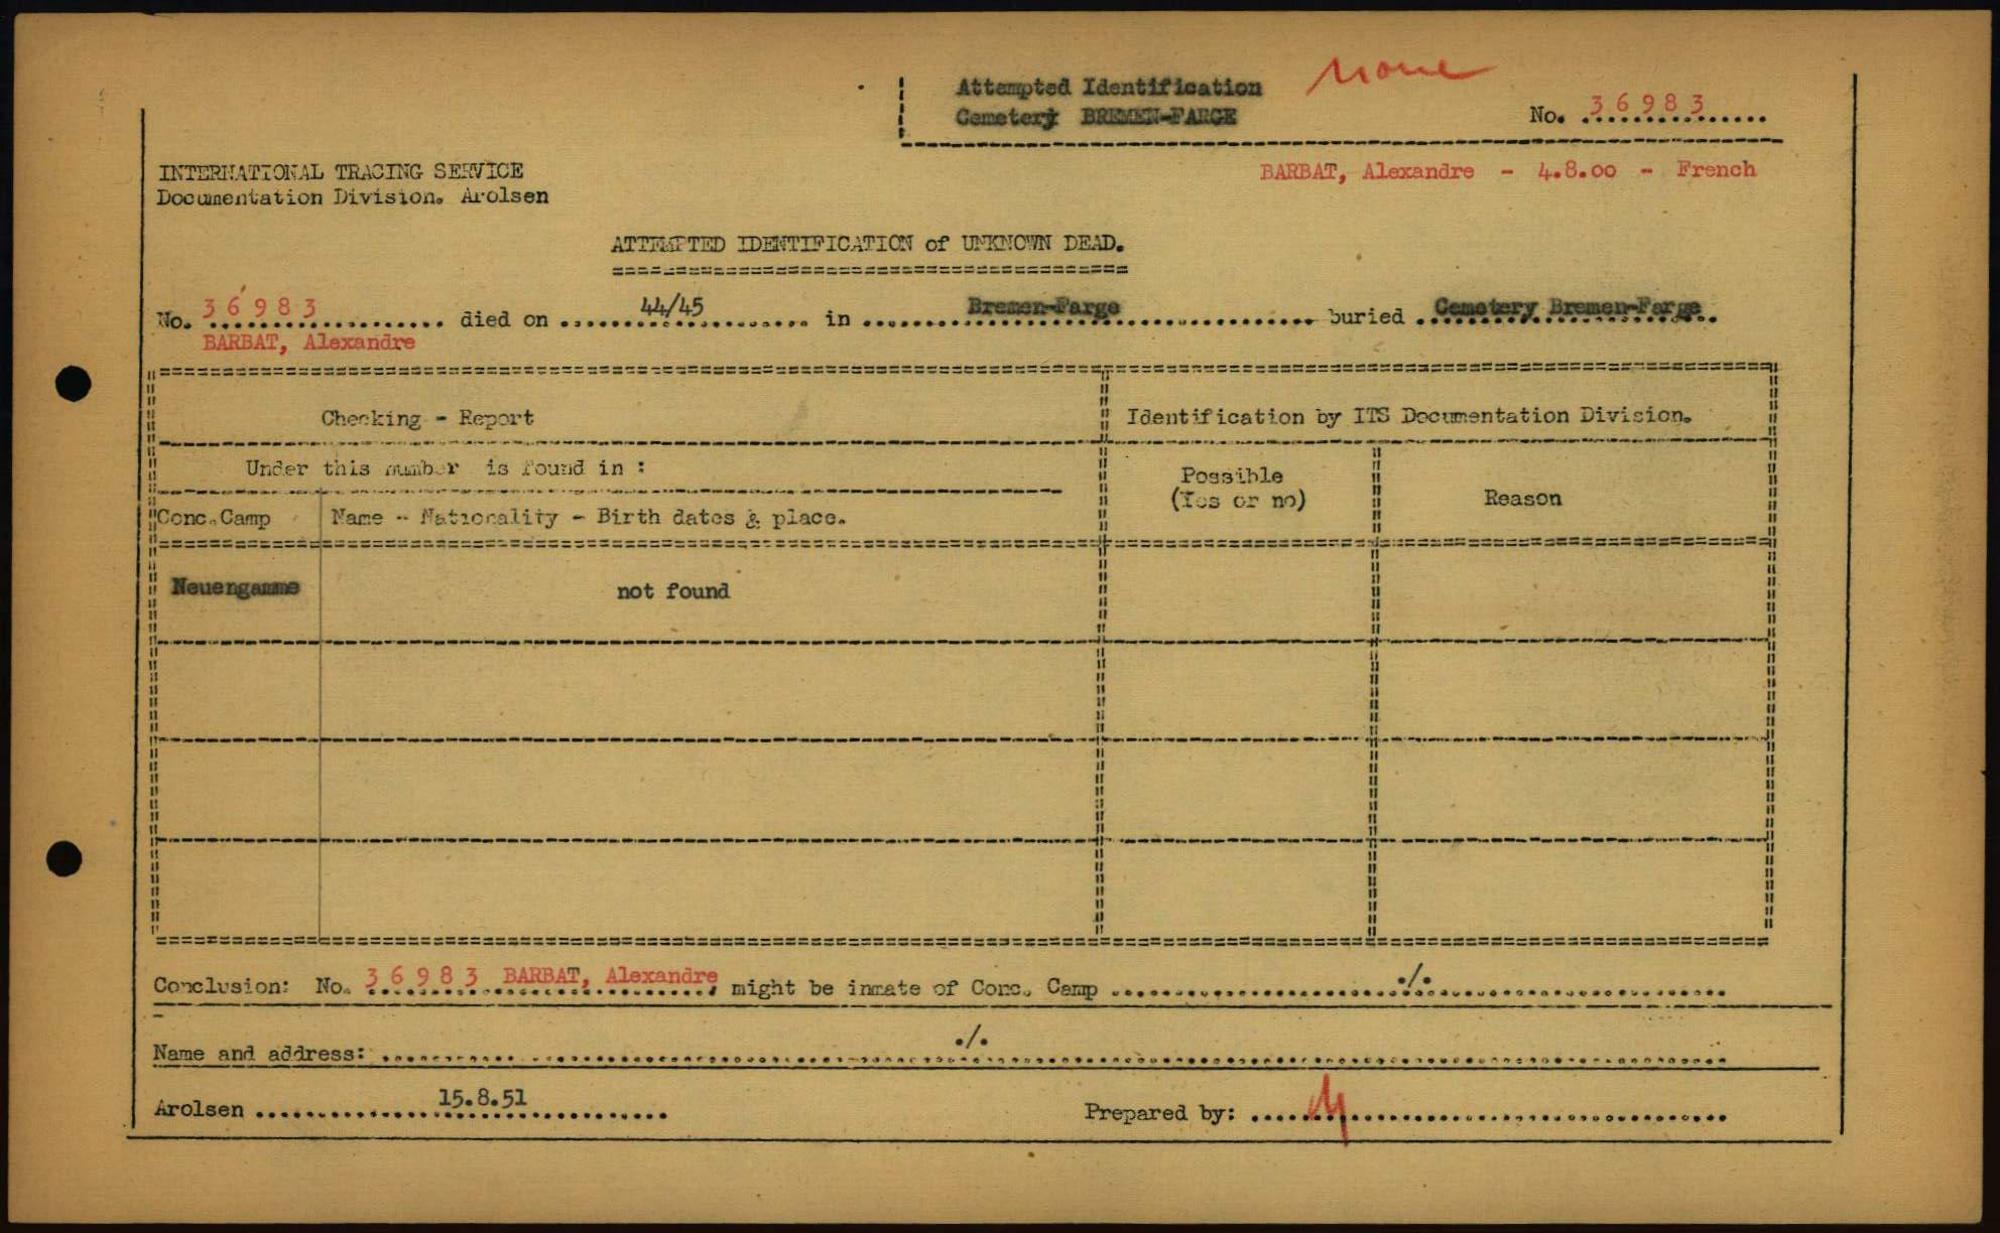 none
Attempted Identification
Cemetery BREMEN-FARGE
No. 36983
INTERNATIONAL TRACING SERVICE
BARBAT, Alexandre - 4.8.00 - French
Documentation Division. Arolsen
ATTEMPTED IDENTIFICATION of UNKNOWN DEAD.
No. 36983 died on 44/45 in Bremen-Farge buried Cemetery Bremen-Farge
BARBAT, Alexandre
Checking - Report
Identification by ITS Documentation Division.
Under this number is found in :
Possible
(Yes or no)
Reason
Conc.Camp Name - Nationality - Birth dates & place.
Neuengamme not found
Conclusion: No. 36983 BARBAT, Alexandre, might be inmate of Conc. Camp ./.
Name and address: ./.
Arolsen 15.8.51
Prepared by: